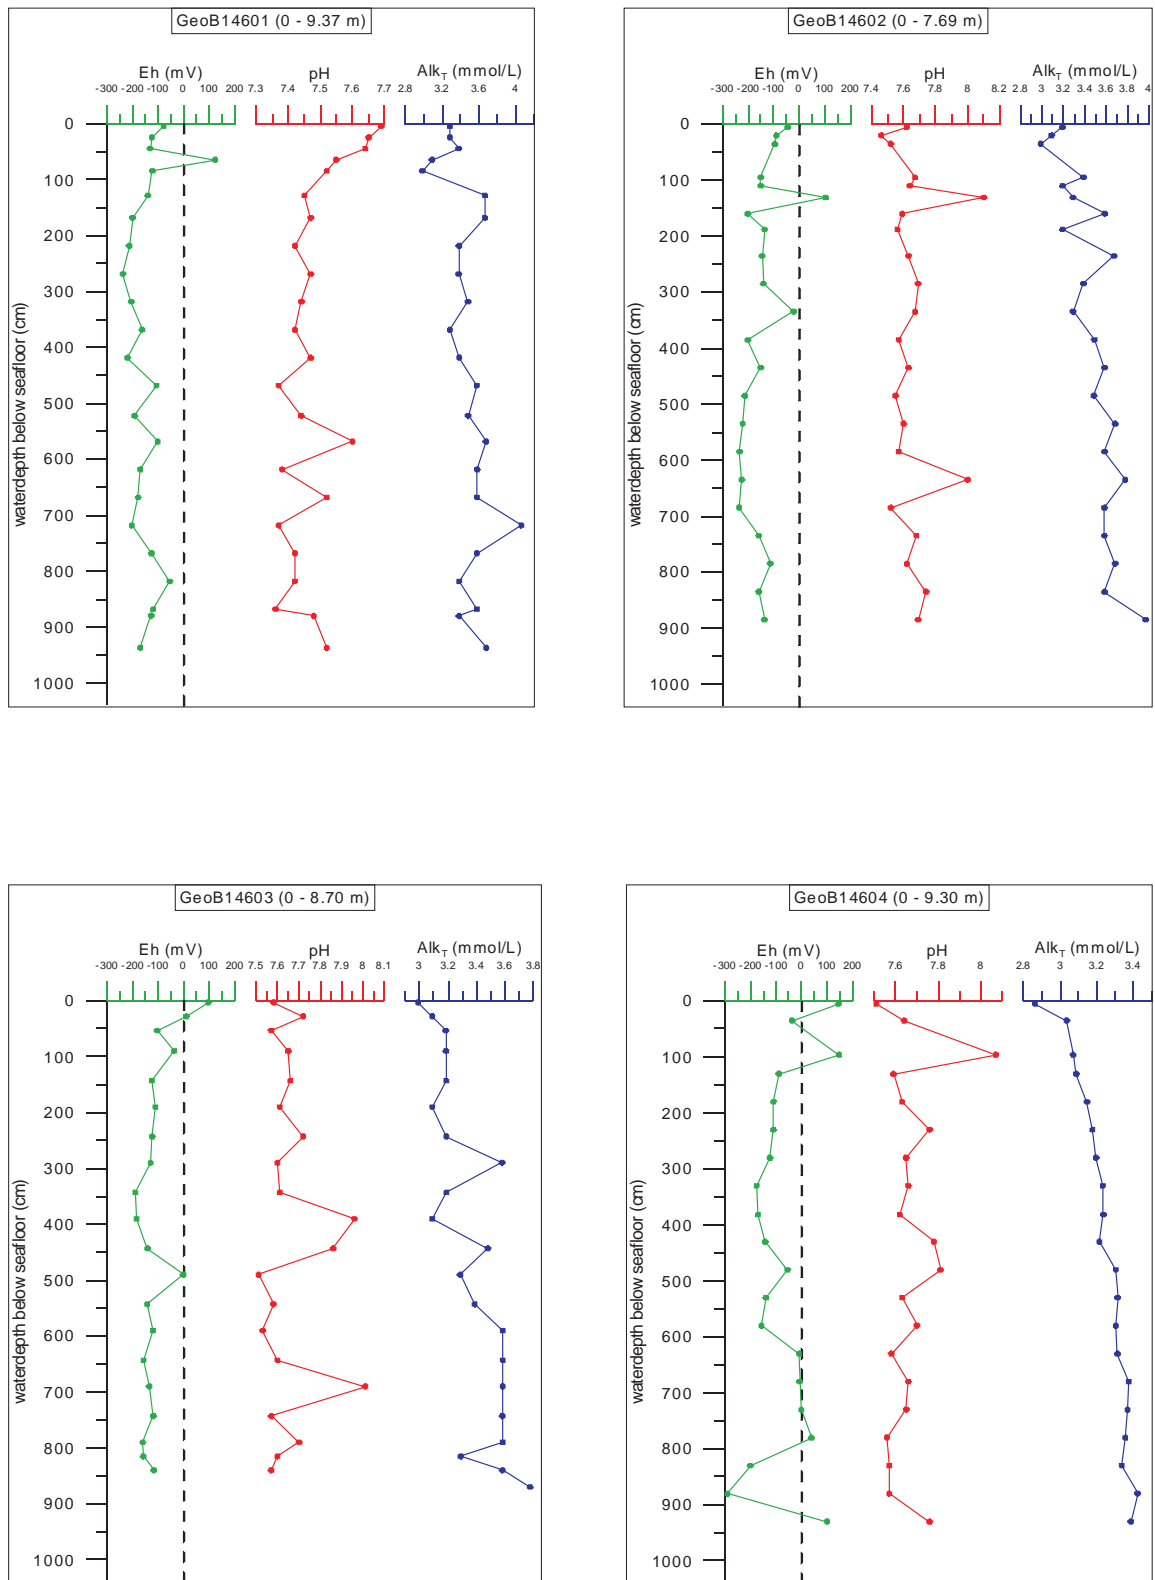 GeoB14601 (0 - 9.37 m)
Eh (mV) pH Alk_T (mmol/L)
-300 -200 -100 0 100 200 7.3 7.4 7.5 7.6 7.7 2.8 3.2 3.6 4
0
100
200
300
400
500
600
700
800
900
1000
waterdepth below seafloor (cm)
GeoB14602 (0 - 7.69 m)
Eh (mV) pH Alk_T (mmol/L)
-300 -200 -100 0 100 200 7.4 7.6 7.8 8 8.2 2.8 3 3.2 3.4 3.6 3.8 4
0
100
200
300
400
500
600
700
800
900
1000
waterdepth below seafloor (cm)
GeoB14603 (0 - 8.70 m)
Eh (mV) pH Alk_T (mmol/L)
-300 -200 -100 0 100 200 7.5 7.6 7.7 7.8 7.9 8 8.1 3 3.2 3.4 3.6 3.8
0
100
200
300
400
500
600
700
800
900
1000
waterdepth below seafloor (cm)
GeoB14604 (0 - 9.30 m)
Eh (mV) pH Alk_T (mmol/L)
-300 -200 -100 0 100 200 7.6 7.8 8 2.8 3 3.2 3.4
0
100
200
300
400
500
600
700
800
900
1000
waterdepth below seafloor (cm)